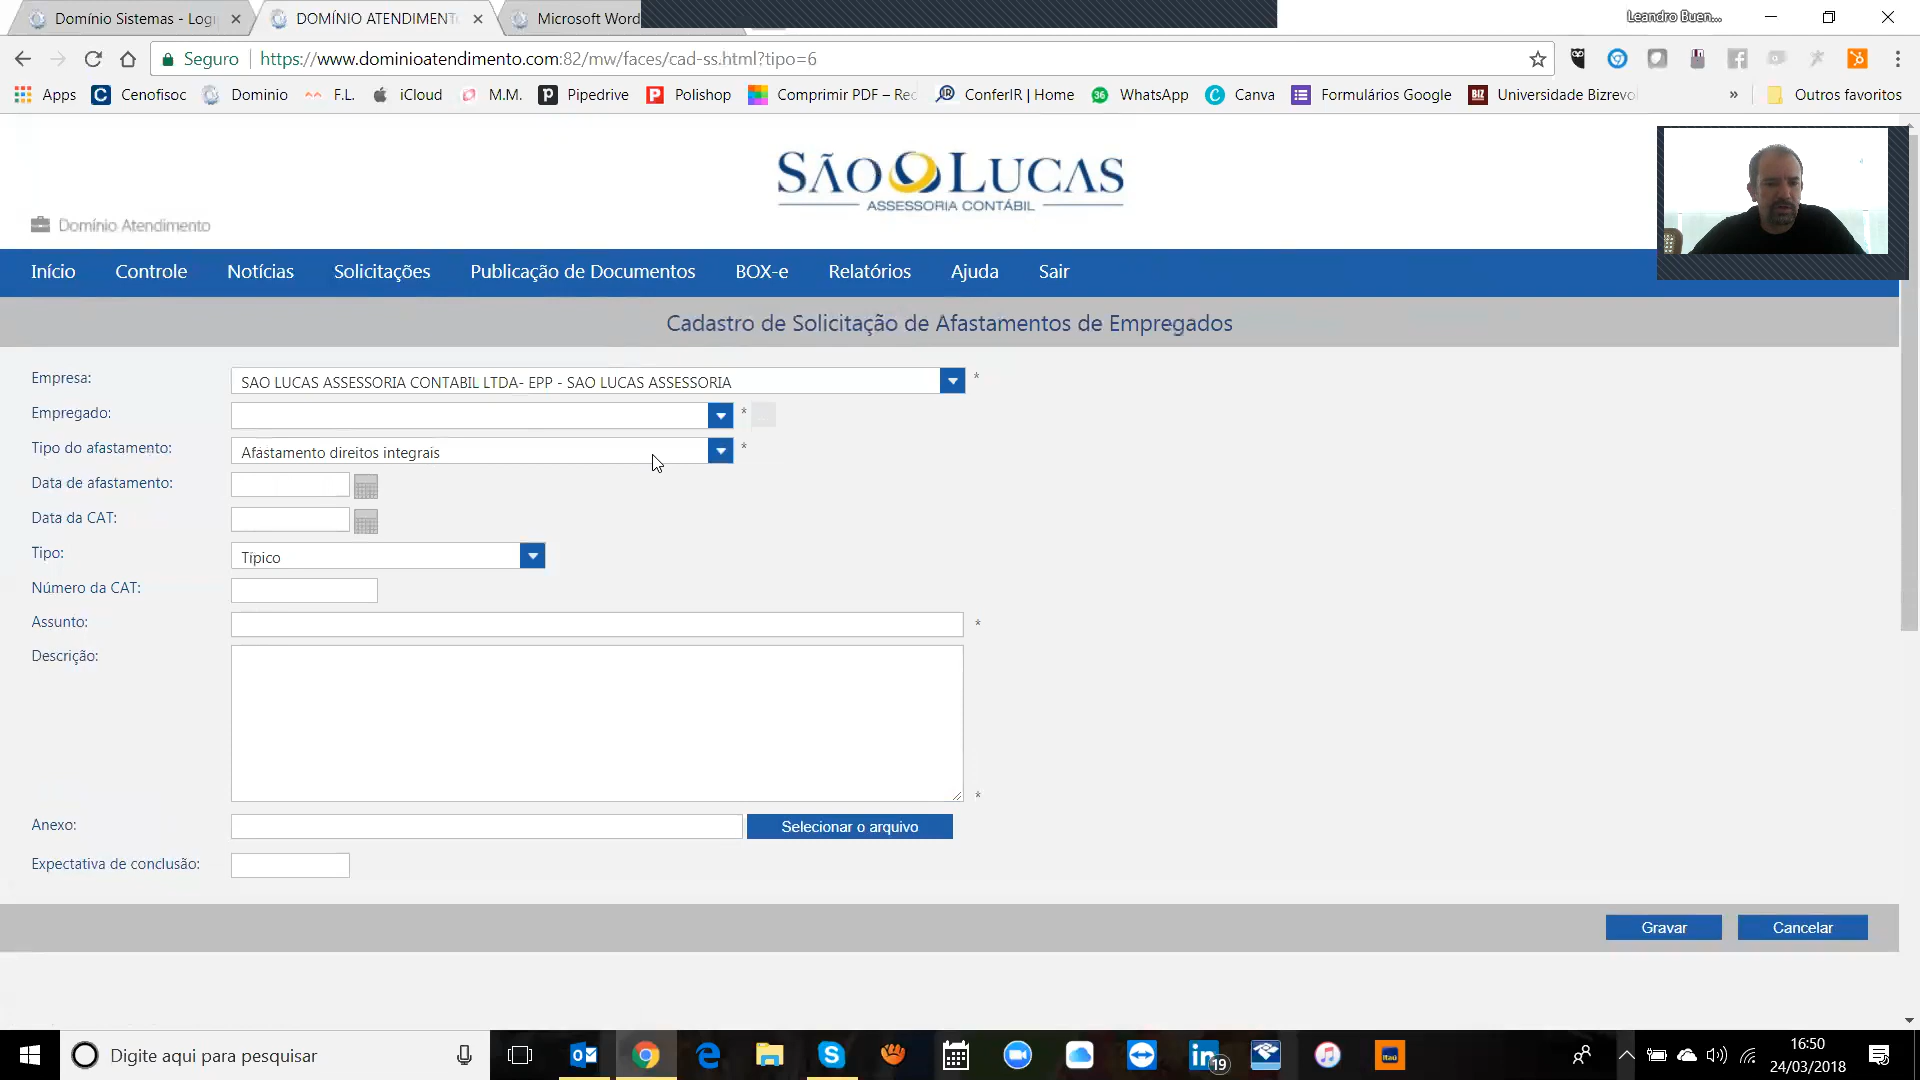 Domínio Sistemas - Logi
DOMÍNIO ATENDIMENT
Microsoft Word
Leandro Buen...
Seguro
https://www.dominioatendimento.com:82/mw/faces/cad-ss.html?tipo=6
Apps
Cenofisoc
Dominio
F.L.
iCloud
M.M.
Pipedrive
Polishop
Comprimir PDF – Rec
ConferIR | Home
WhatsApp
Canva
Formulários Google
Universidade Bizrevol
»
Outros favoritos
SÃO LUCAS
ASSESSORIA CONTÁBIL
Domínio Atendimento
Início
Controle
Notícias
Solicitações
Publicação de Documentos
BOX-e
Relatórios
Ajuda
Sair
Cadastro de Solicitação de Afastamentos de Empregados
Empresa:
SAO LUCAS ASSESSORIA CONTABIL LTDA- EPP - SAO LUCAS ASSESSORIA
*
Empregado:
*
Tipo do afastamento:
Afastamento direitos integrais
*
Data de afastamento:
Data da CAT:
Tipo:
Típico
Número da CAT:
Assunto:
*
Descrição:
*
Anexo:
Selecionar o arquivo
Expectativa de conclusão:
Gravar
Cancelar
Digite aqui para pesquisar
19
16:50
24/03/2018